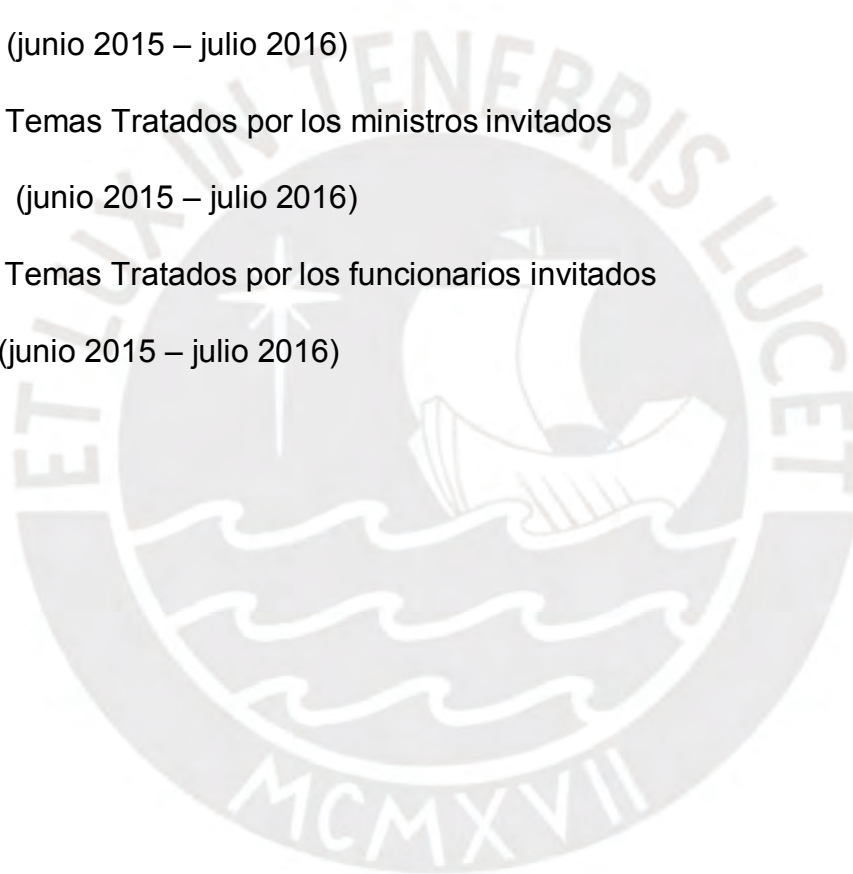 (junio 2015 – julio 2016)
Temas Tratados por los ministros invitados
(junio 2015 – julio 2016)
Temas Tratados por los funcionarios invitados
(junio 2015 – julio 2016)
ET LUX IN TENEBRIS LUCET
MCMXVII